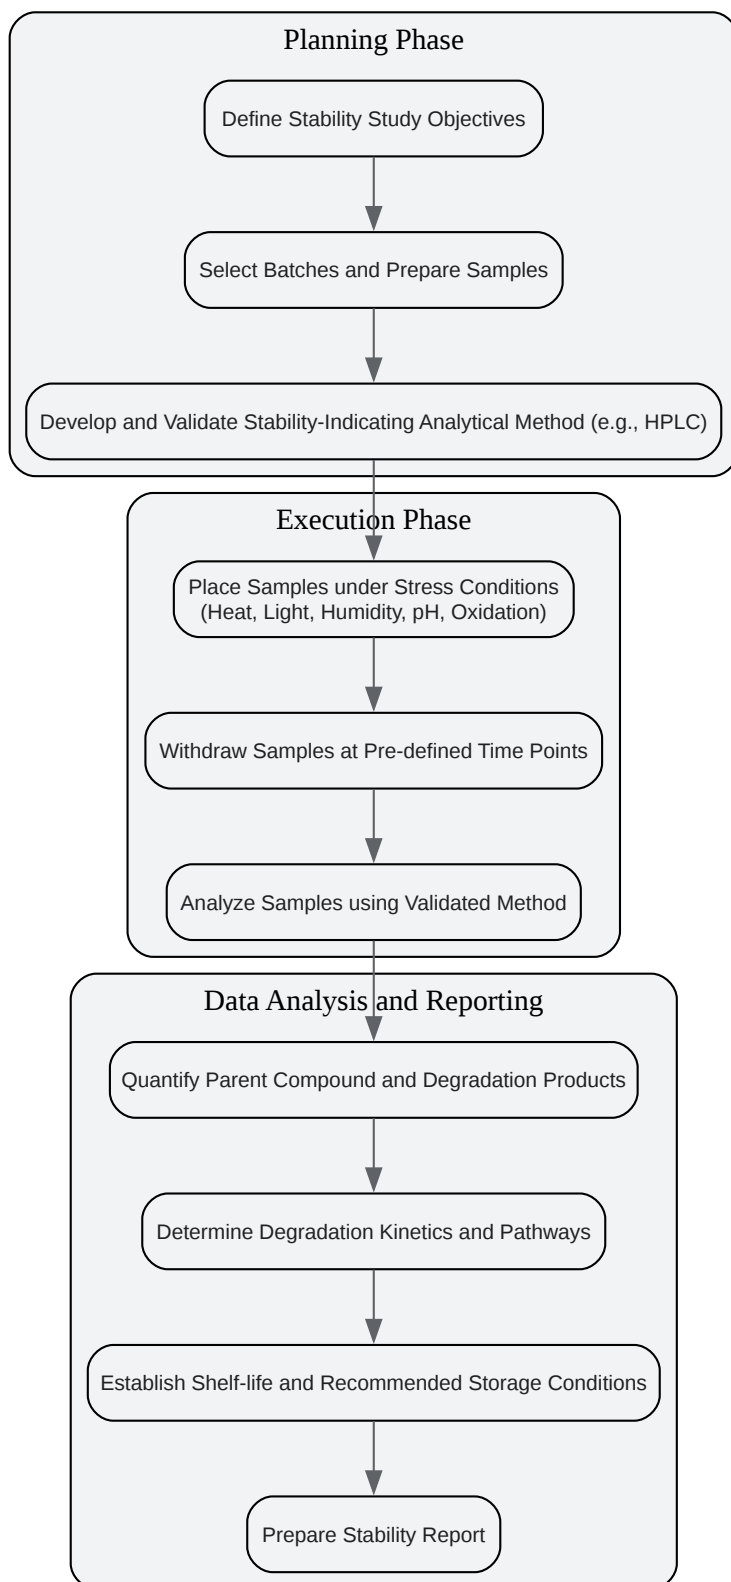 Planning Phase
Define Stability Study Objectives
Select Batches and Prepare Samples
Develop and Validate Stability-Indicating Analytical Method (e.g., HPLC)
Execution Phase
Place Samples under Stress Conditions
(Heat, Light, Humidity, pH, Oxidation)
Withdraw Samples at Pre-defined Time Points
Analyze Samples using Validated Method
Data Analysis and Reporting
Quantify Parent Compound and Degradation Products
Determine Degradation Kinetics and Pathways
Establish Shelf-life and Recommended Storage Conditions
Prepare Stability Report